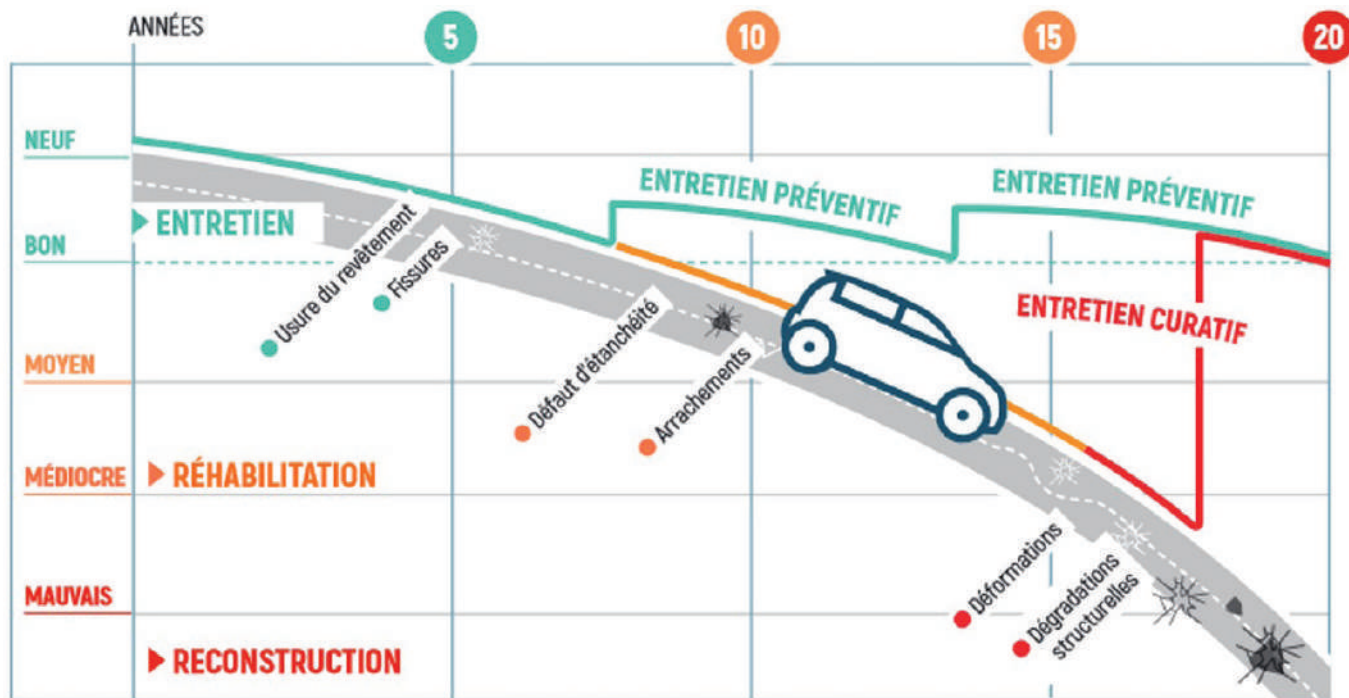 ANNÉES
5
10
15
20
NEUF
ENTRETIEN PRÉVENTIF
ENTRETIEN PRÉVENTIF
ENTRETIEN
BON
Usure du revêtement
Fissures
ENTRETIEN CURATIF
MOYEN
Défaut d'étanchéité
Arrachements
MÉDIOCRE
RÉHABILITATION
Déformations
Dégradations
structurelles
MAUVAIS
RECONSTRUCTION